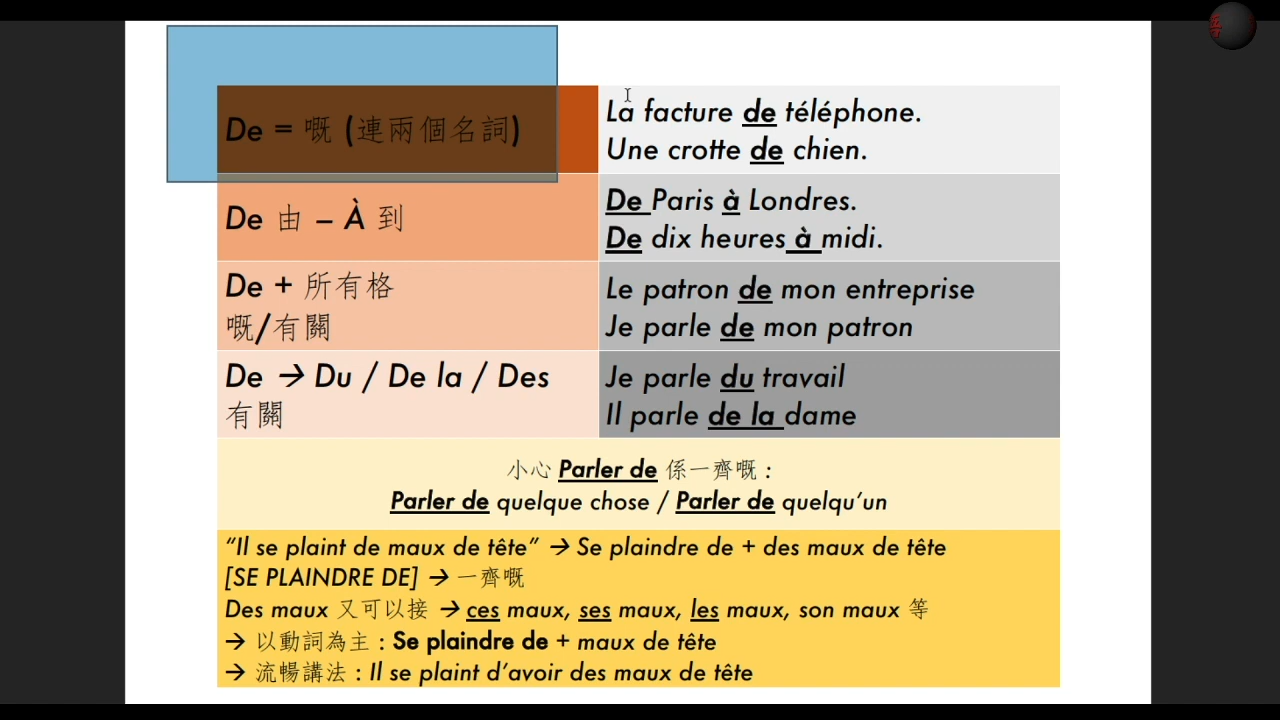 De = 嘅 (連兩個名詞)
La facture de téléphone.
Une crotte de chien.
De 由 – À 到
De Paris à Londres.
De dix heures à midi.
De + 所有格
嘅/有關
Le patron de mon entreprise
Je parle de mon patron
De → Du / De la / Des
有關
Je parle du travail
Il parle de la dame
小心 Parler de 係一齊嘅 :
Parler de quelque chose / Parler de quelqu’un
“Il se plaint de maux de tête” → Se plaindre de + des maux de tête
[SE PLAINDRE DE] → 一齊嘅
Des maux 又可以接 → ces maux, ses maux, les maux, son maux 等
→ 以動詞為主 : Se plaindre de + maux de tête
→ 流暢講法 : Il se plaint d’avoir des maux de tête